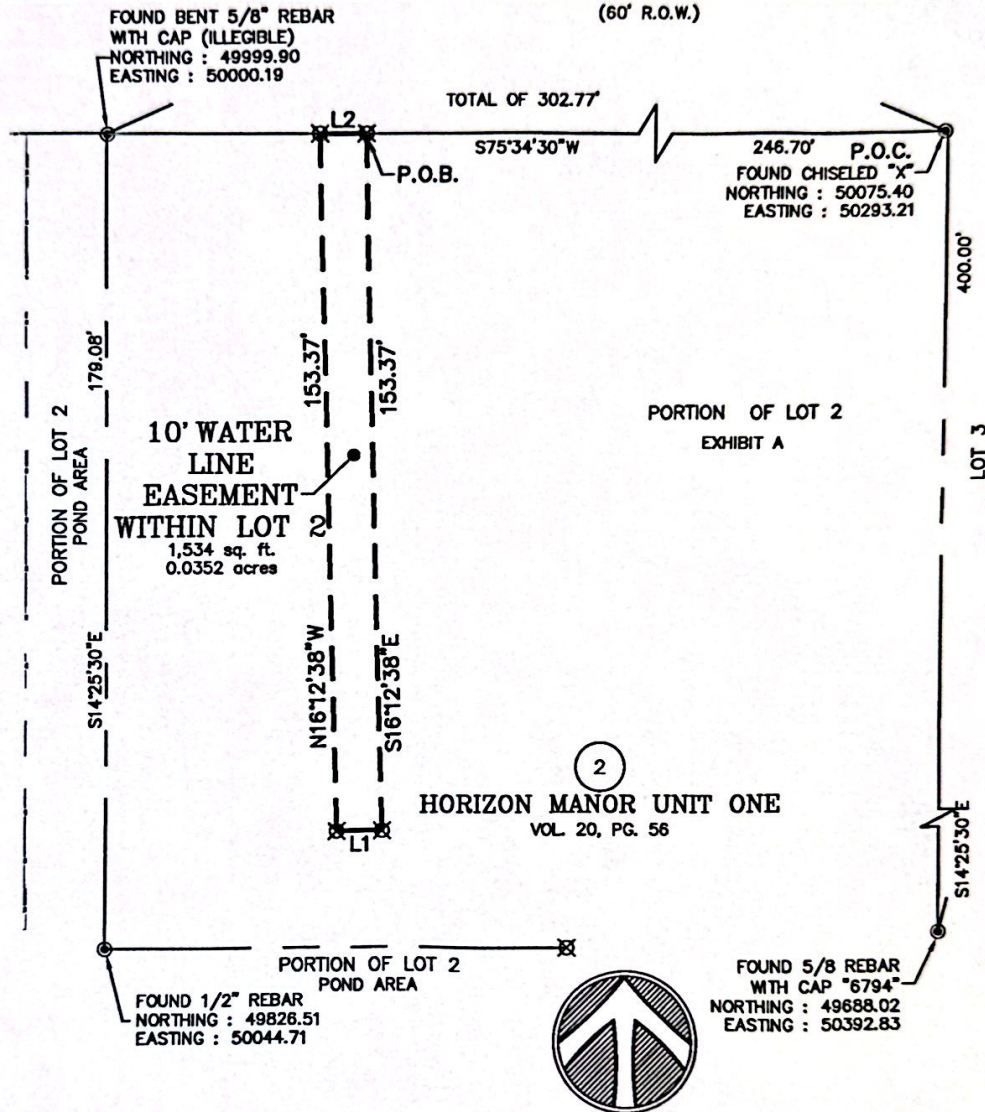 (60' R.O.W.)
FOUND BENT 5/8" REBAR
WITH CAP (ILLEGIBLE)
NORTHING : 49999.90
EASTING : 50000.19
TOTAL OF 302.77'
L2
S75°34'30"W
246.70'
P.O.C.
P.O.B.
FOUND CHISELED "X"
NORTHING : 50075.40
EASTING : 50293.21
400.00'
179.08'
153.37'
153.37'
PORTION OF LOT 2
EXHIBIT A
LOT 3
PORTION OF LOT 2
POND AREA
10' WATER
LINE
EASEMENT
WITHIN LOT 2
1,534 sq. ft.
0.0352 acres
S14°25'30"E
N16°12'38"W
S16°12'38"E
2
HORIZON MANOR UNIT ONE
VOL. 20, PG. 56
L1
S14°25'30"E
PORTION OF LOT 2
POND AREA
FOUND 1/2" REBAR
NORTHING : 49826.51
EASTING : 50044.71
FOUND 5/8 REBAR
WITH CAP "6794"
NORTHING : 49688.02
EASTING : 50392.83